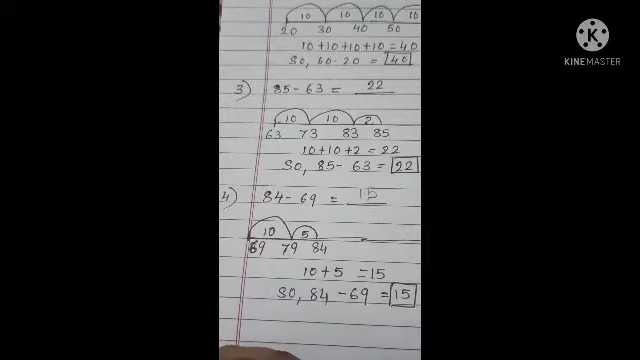 10 10 10 10
20 30 40 50
10+10+10+10=40
So, 60-20 = 40
3) 85-63 = 22
10 10 2
63 73 83 85
10+10+2=22
So, 85-63=22
4) 84-69 = 15
10 5
69 79 84
10+5=15
So, 84-69=15
KINEMASTER